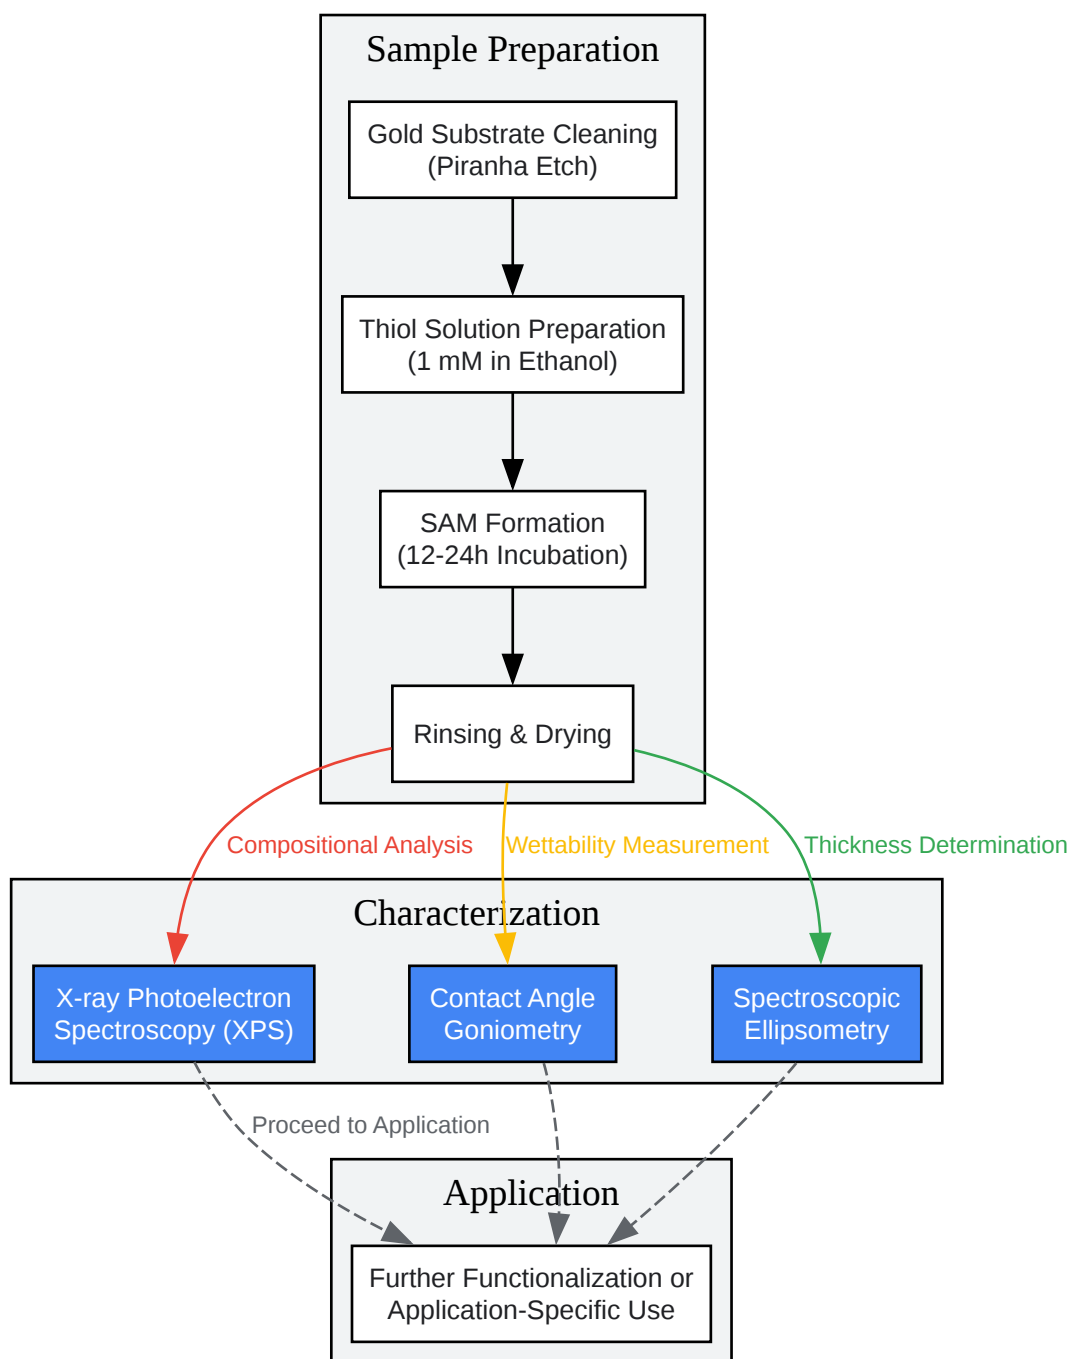 Sample Preparation
Gold Substrate Cleaning
(Piranha Etch)
Thiol Solution Preparation
(1 mM in Ethanol)
SAM Formation
(12-24h Incubation)
Rinsing & Drying
Compositional Analysis
Wettability Measurement
Thickness Determination
Characterization
X-ray Photoelectron
Spectroscopy (XPS)
Contact Angle
Goniometry
Spectroscopic
Ellipsometry
Proceed to Application
Application
Further Functionalization or
Application-Specific Use